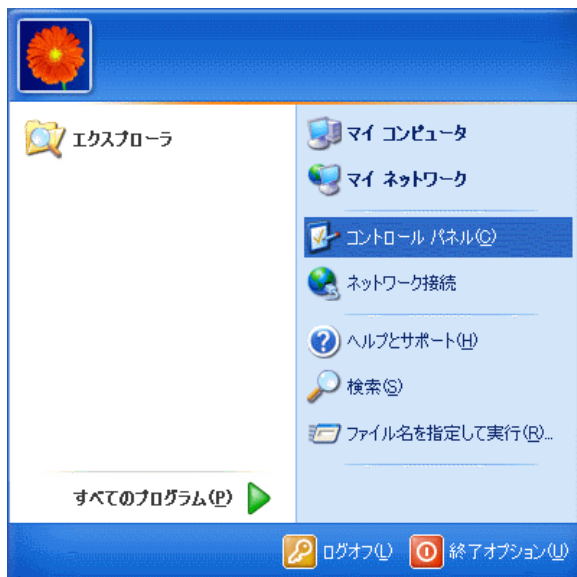 エクスプローラ
すべてのプログラム(P)
マイ コンピュータ
マイ ネットワーク
コントロール パネル(C)
ネットワーク接続
ヘルプとサポート(H)
検索(S)
ファイル名を指定して実行(R)...
ログオフ(L)
終了オプション(U)